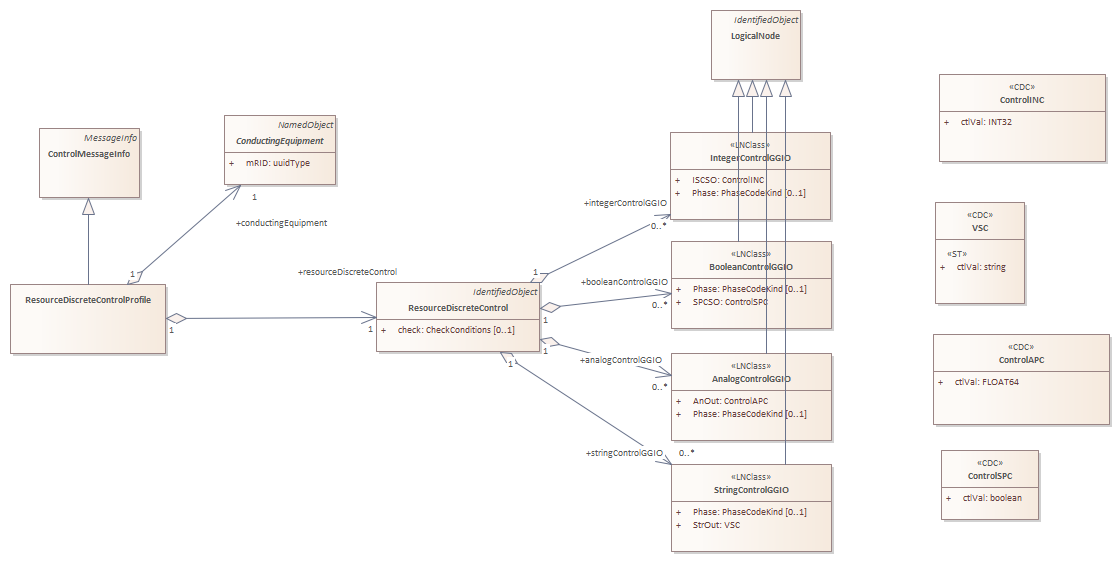 IdentifiedObject
LogicalNode
«CDC»
ControlINC
+ ctlVal: INT32
NamedObject
ConductingEquipment
+ mRID: uuidType
MessageInfo
ControlMessageInfo
«LNClass»
IntegerControlGGIO
+ ISCSO: ControlINC
+ Phase: PhaseCodeKind [0..1]
1
+conductingEquipment
+integerControlGGIO
0..*
«CDC»
VSC
«ST»
+ ctlVal: string
«LNClass»
BooleanControlGGIO
+ Phase: PhaseCodeKind [0..1]
+ SPCSO: ControlSPC
1
+resourceDiscreteControl
1
+booleanControlGGIO
0..*
ResourceDiscreteControlProfile
IdentifiedObject
ResourceDiscreteControl
+ check: CheckConditions [0..1]
1
1
1
1
+analogControlGGIO
0..*
1
«LNClass»
AnalogControlGGIO
+ AnOut: ControlAPC
+ Phase: PhaseCodeKind [0..1]
«CDC»
ControlAPC
+ ctlVal: FLOAT64
+stringControlGGIO
0..*
«LNClass»
StringControlGGIO
+ Phase: PhaseCodeKind [0..1]
+ StrOut: VSC
«CDC»
ControlSPC
+ ctlVal: boolean